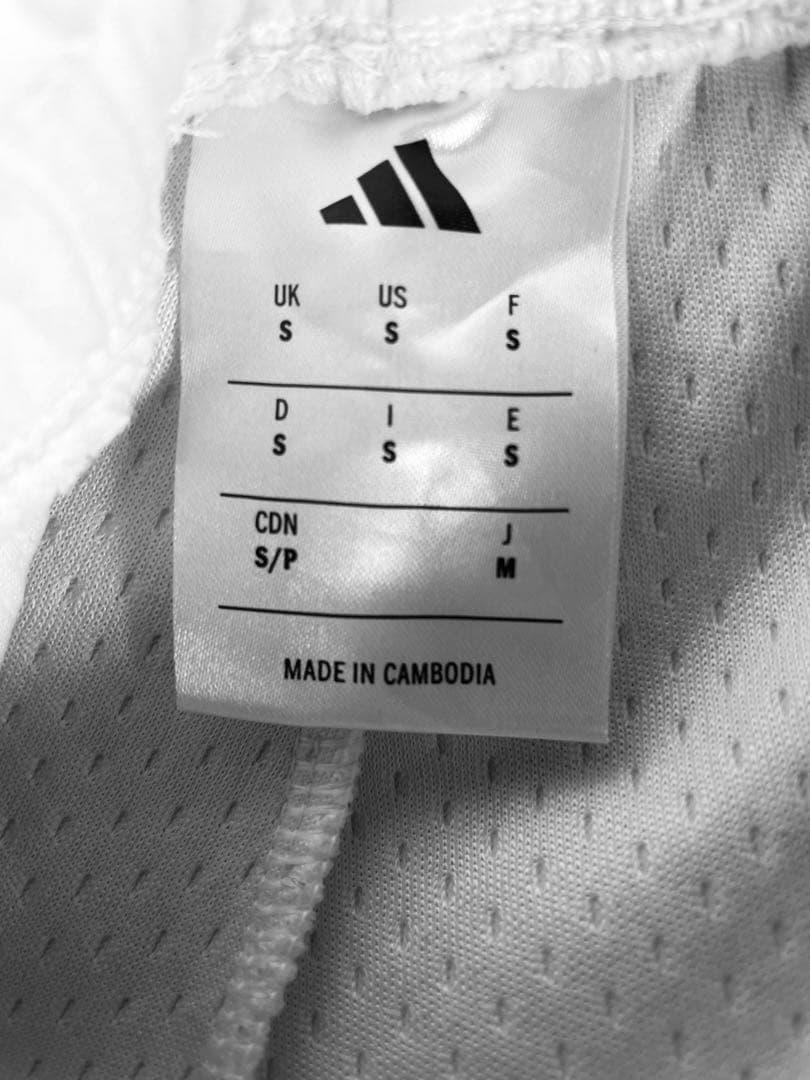 UK US F
S S S
D I E
S S S
CDN J
S/P M
MADE IN CAMBODIA